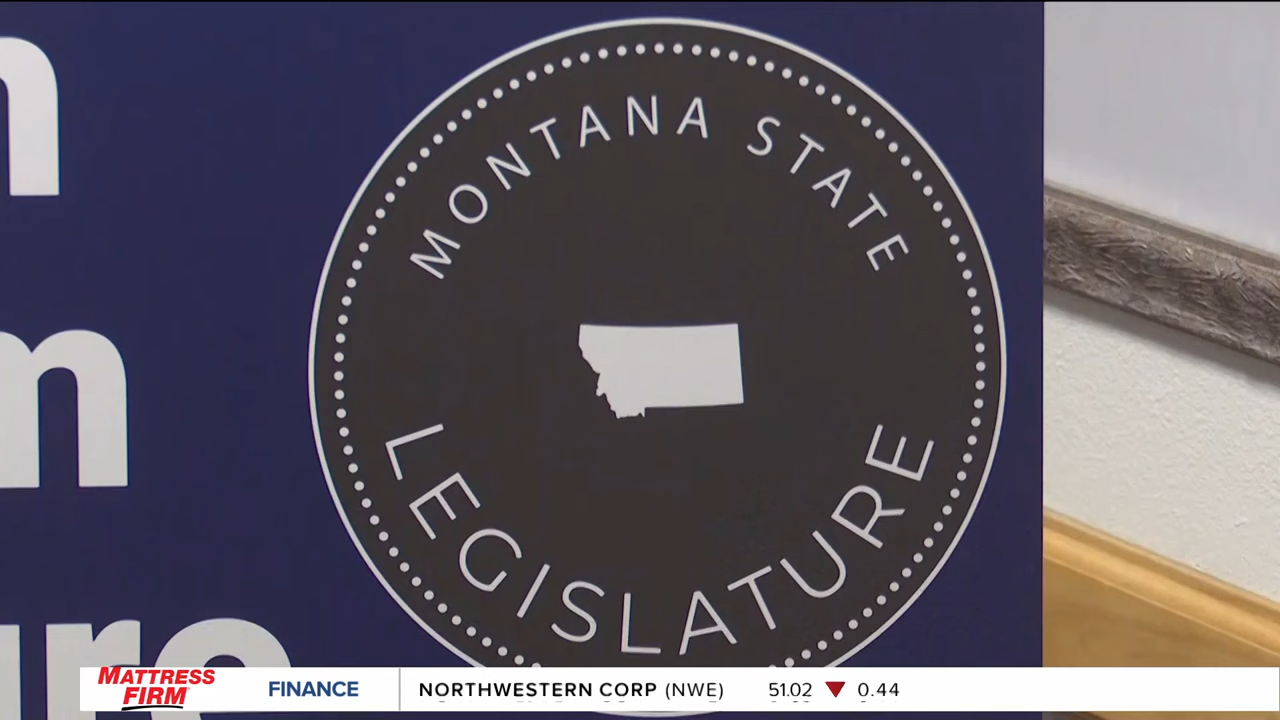 MONTANA STATE
LEGISLATURE
MATTRESS
FIRM
FINANCE
NORTHWESTERN CORP (NWE) 51.02 ▼ 0.44